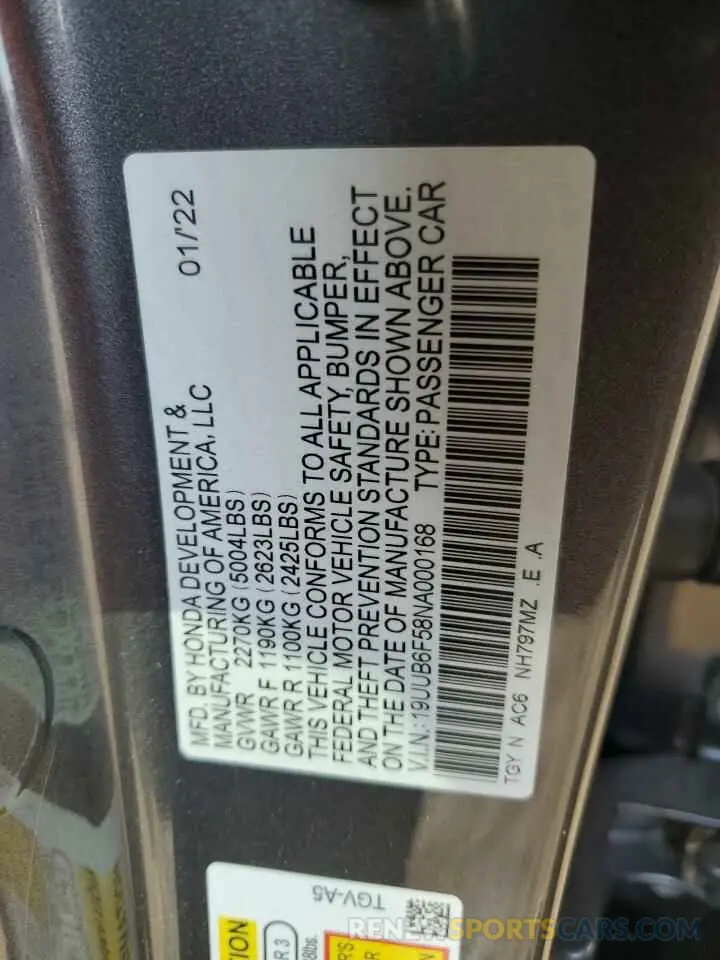 MFD. BY HONDA DEVELOPMENT &
MANUFACTURING OF AMERICA, LLC 01/'22
GVWR 2270KG (5004LBS)
GAWR F 1190KG (2623LBS)
GAWR R 1100KG (2425LBS)
THIS VEHICLE CONFORMS TO ALL APPLICABLE
FEDERAL MOTOR VEHICLE SAFETY, BUMPER,
AND THEFT PREVENTION STANDARDS IN EFFECT
ON THE DATE OF MANUFACTURE SHOWN ABOVE.
V.I.N.: 19UUB6F58NA000168 TYPE: PASSENGER CAR
TGY N AC6 NH797MZ .E .A
TGV-A5
R 3
RENEWSPORTSCARS.COM